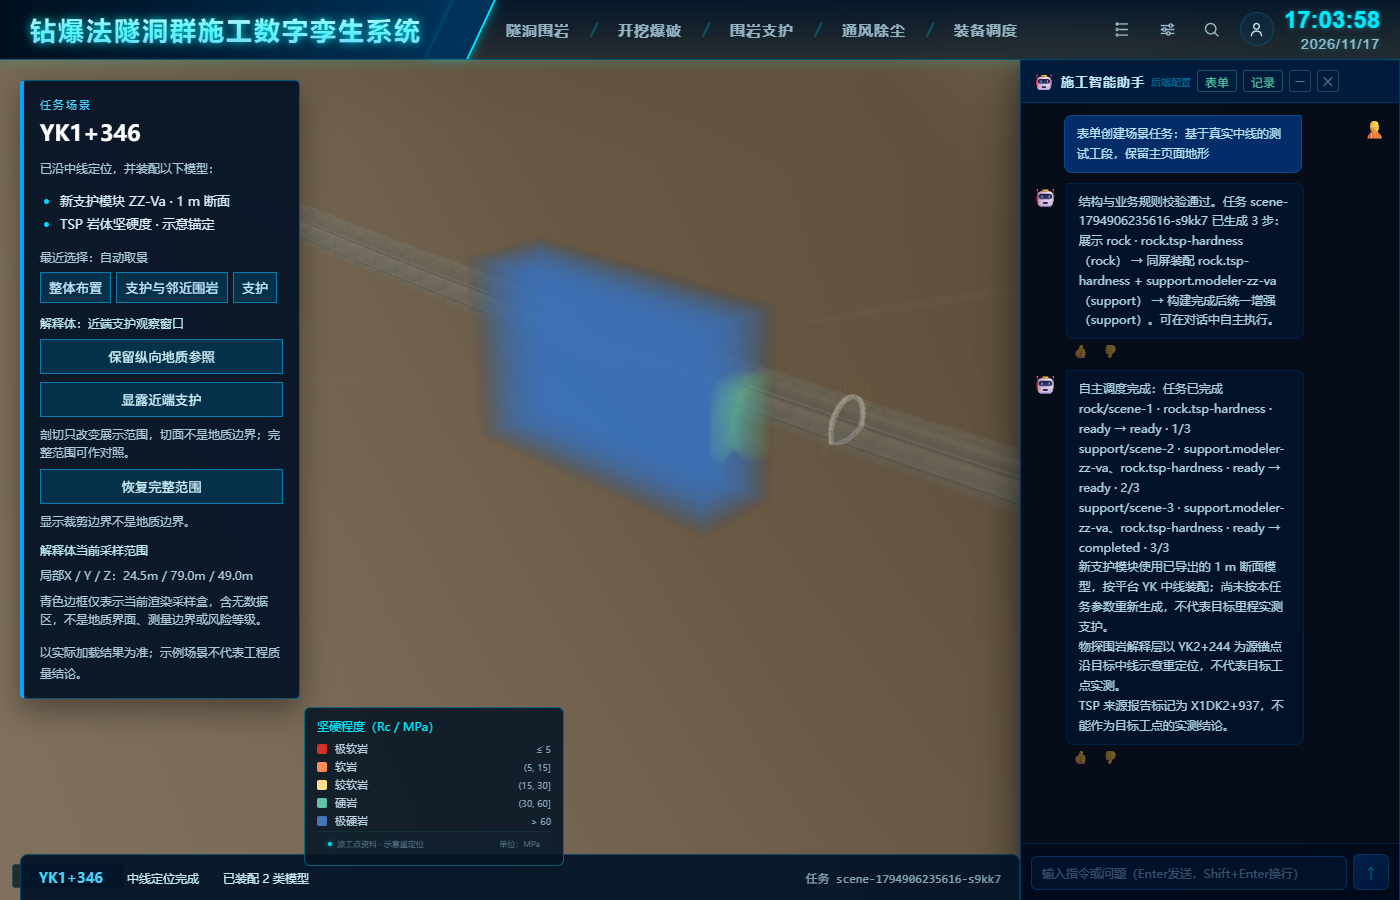 钻爆法隧洞群施工数字孪生系统
隧洞围岩 / 开挖爆破 / 围岩支护 / 通风除尘 / 装备调度
17:03:58
2026/11/17
任务场景
YK1+346
已沿中线定位，并装配以下模型：
• 新支护模块 ZZ-Va · 1 m 断面
• TSP 岩体坚硬度 · 示意锚定
最近选择：自动取景
整体布置 支护与邻近围岩 支护
解释体：近端支护观察窗口
保留纵向地质参照
显露近端支护
剖切只改变展示范围，切面不是地质边界；完
整范围可作对照。
恢复完整范围
显示裁剪边界不是地质边界。
解释体当前采样范围
局部X / Y / Z：24.5m / 79.0m / 49.0m
青色边框仅表示当前渲染采样盒，含无数据
区，不是地质界面、测量边界或风险等级。
以实际加载结果为准；示例场景不代表工程质
量结论。
坚硬程度（Rc / MPa）
极软岩 ≤ 5
软岩 (5, 15]
较软岩 (15, 30]
硬岩 (30, 60]
极硬岩 > 60
源工点资料 · 示意重定位 单位：MPa
YK1+346 中线定位完成 已装配 2 类模型 任务 scene-1794906235616-s9kk7
施工智能助手 后端配置 表单 记录
表单创建场景任务：基于真实中线的测
试工段，保留主页面地形
结构与业务规则校验通过。任务 scene-
1794906235616-s9kk7 已生成 3 步：
展示 rock · rock.tsp-hardness
（rock） → 同屏装配 rock.tsp-
hardness + support.modeler-zz-va
（support） → 构建完成后统一增强
（support）。可在对话中自主执行。
自主调度完成：任务已完成
rock/scene-1 · rock.tsp-hardness ·
ready → ready · 1/3
support/scene-2 · support.modeler-
zz-va、rock.tsp-hardness · ready →
ready · 2/3
support/scene-3 · support.modeler-
zz-va、rock.tsp-hardness · ready →
completed · 3/3
新支护模块使用已导出的 1 m 断面模
型，按平台 YK 中线装配；尚未按本任
务参数重新生成，不代表目标里程实测
支护。
物探围岩解释层以 YK2+244 为源锚点
沿目标中线示意重定位，不代表目标工
点实测。
TSP 来源报告标记为 X1DK2+937，不
能作为目标工点的实测结论。
输入指令或问题（Enter发送，Shift+Enter换行）